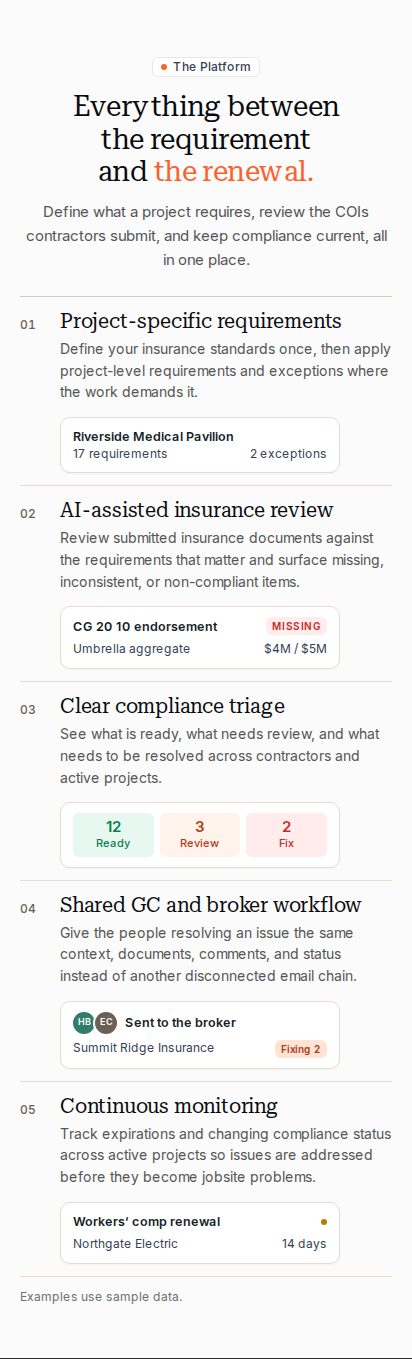 The Platform
Everything between
the requirement
and the renewal.
Define what a project requires, review the COIs
contractors submit, and keep compliance current, all
in one place.
01
Project-specific requirements
Define your insurance standards once, then apply
project-level requirements and exceptions where
the work demands it.
Riverside Medical Pavilion
17 requirements 2 exceptions
02
AI-assisted insurance review
Review submitted insurance documents against
the requirements that matter and surface missing,
inconsistent, or non-compliant items.
CG 20 10 endorsement MISSING
Umbrella aggregate $4M / $5M
03
Clear compliance triage
See what is ready, what needs review, and what
needs to be resolved across contractors and
active projects.
12 3 2
Ready Review Fix
04
Shared GC and broker workflow
Give the people resolving an issue the same
context, documents, comments, and status
instead of another disconnected email chain.
HB EC Sent to the broker
Summit Ridge Insurance Fixing 2
05
Continuous monitoring
Track expirations and changing compliance status
across active projects so issues are addressed
before they become jobsite problems.
Workers’ comp renewal
Northgate Electric 14 days
Examples use sample data.